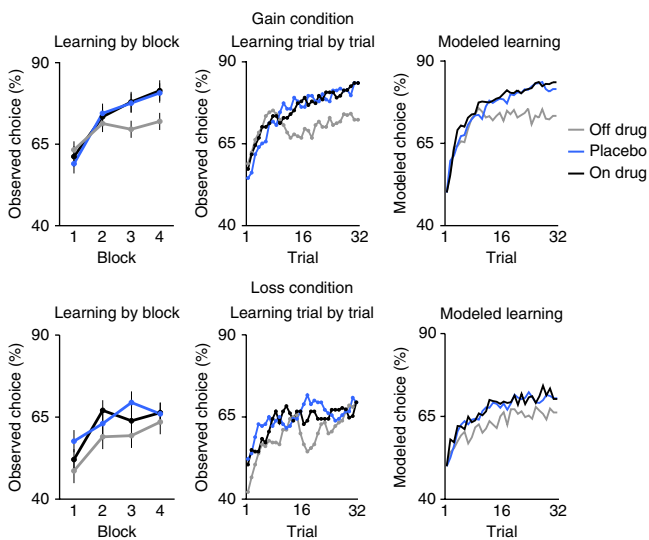 Gain condition
Learning by block
Learning trial by trial
Modeled learning
Observed choice (%)
90
65
40
1 2 3 4
Block
Observed choice (%)
90
65
40
1 16 32
Trial
Modeled choice (%)
90
65
40
1 16 32
Trial
Off drug
Placebo
On drug
Loss condition
Learning by block
Learning trial by trial
Modeled learning
Observed choice (%)
90
65
40
1 2 3 4
Block
Observed choice (%)
90
65
40
1 16 32
Trial
Modeled choice (%)
90
65
40
1 16 32
Trial